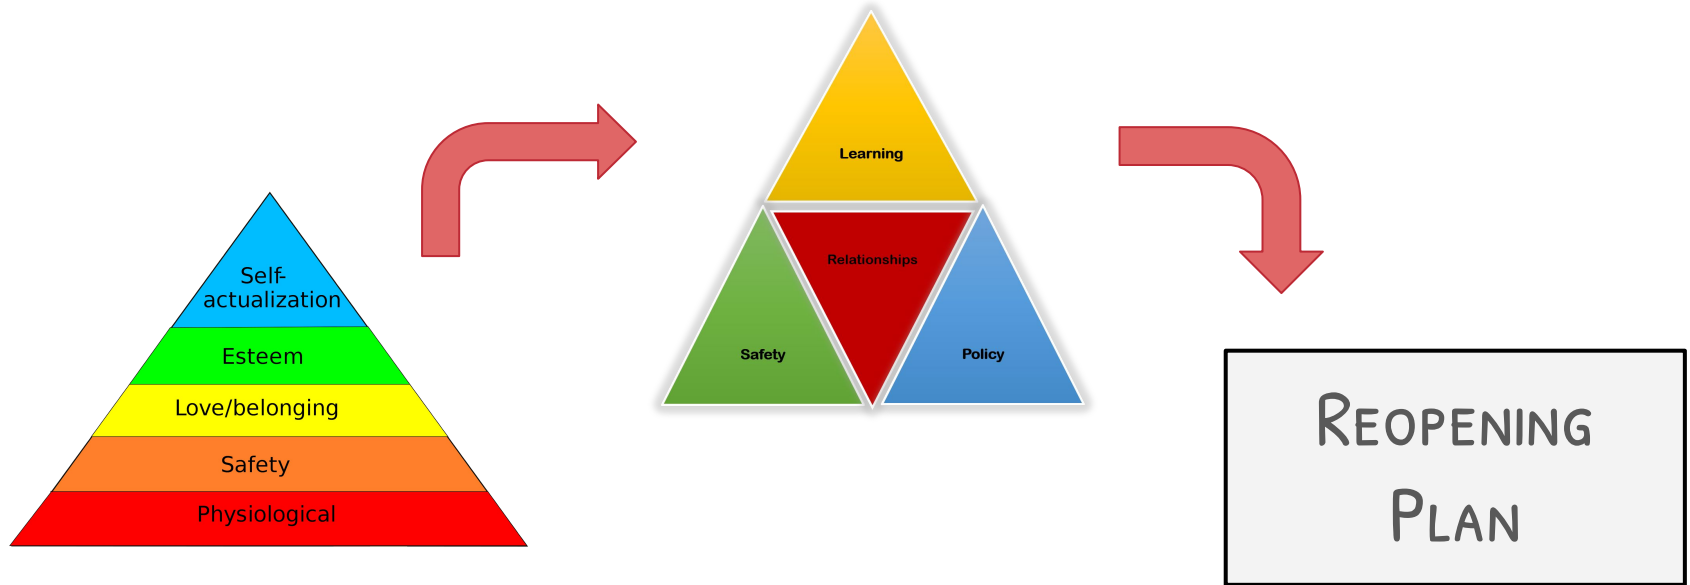 Self-
actualization
Esteem
Love/belonging
Safety
Physiological
Learning
Relationships
Safety
Policy
Reopening
Plan